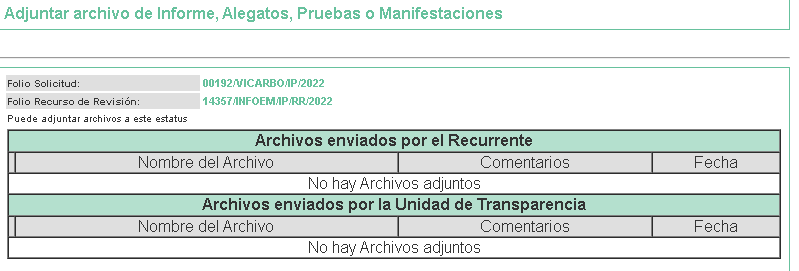 Adjuntar archivo de Informe, Alegatos, Pruebas o Manifestaciones
Folio Solicitud: 00192/VICARBO/IP/2022
Folio Recurso de Revisión: 14357/INFOEM/IP/RR/2022
Puede adjuntar archivos a este estatus
Archivos enviados por el Recurrente
Nombre del Archivo Comentarios Fecha
No hay Archivos adjuntos
Archivos enviados por la Unidad de Transparencia
Nombre del Archivo Comentarios Fecha
No hay Archivos adjuntos